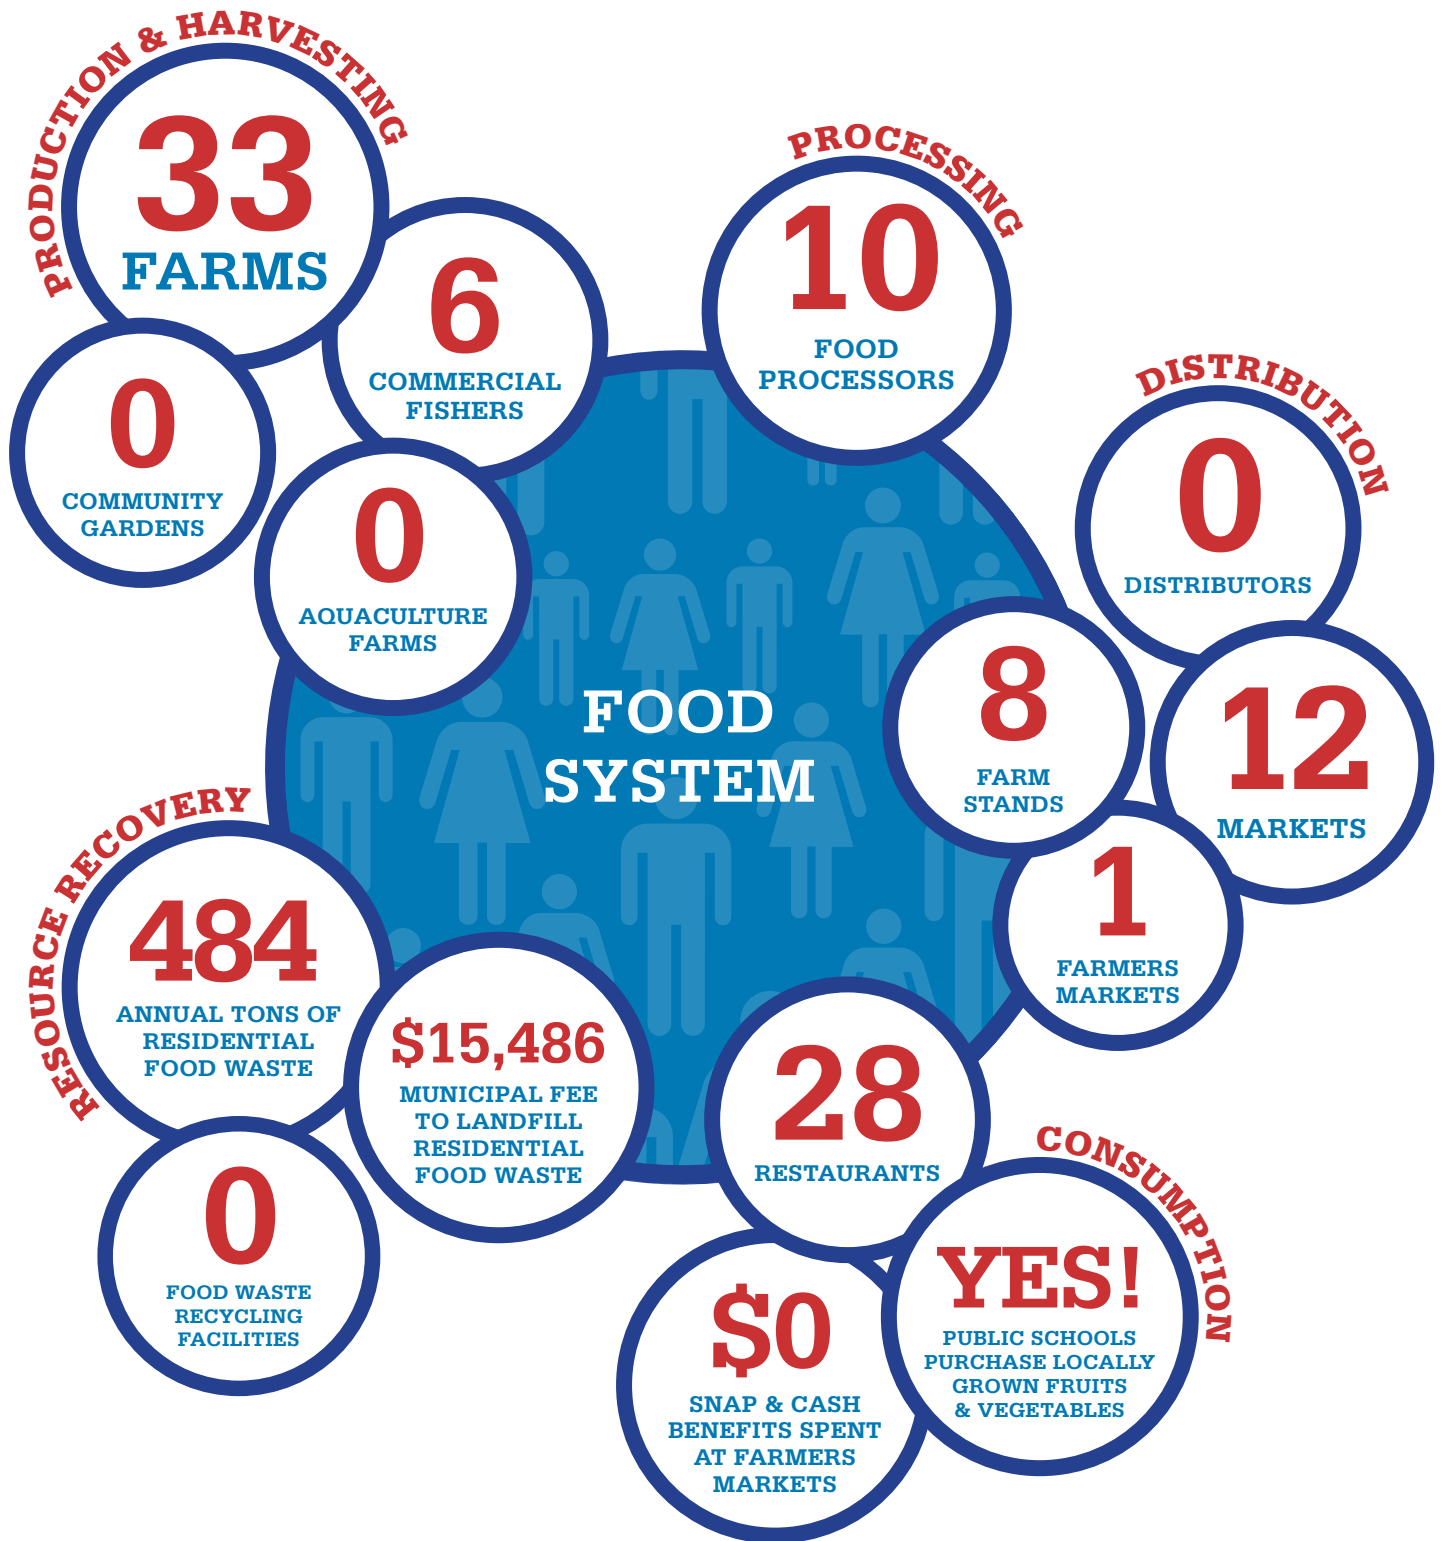 PRODUCTION & HARVESTING
33
FARMS
6
COMMERCIAL
FISHERS
0
COMMUNITY
GARDENS
0
AQUACULTURE
FARMS
PROCESSING
10
FOOD
PROCESSORS
DISTRIBUTION
0
DISTRIBUTORS
8
FARM
STANDS
12
MARKETS
1
FARMERS
MARKETS
FOOD
SYSTEM
RESOURCE RECOVERY
484
ANNUAL TONS OF
RESIDENTIAL
FOOD WASTE
$15,486
MUNICIPAL FEE
TO LANDFILL
RESIDENTIAL
FOOD WASTE
0
FOOD WASTE
RECYCLING
FACILITIES
CONSUMPTION
28
RESTAURANTS
YES!
PUBLIC SCHOOLS
PURCHASE LOCALLY
GROWN FRUITS
& VEGETABLES
$0
SNAP & CASH
BENEFITS SPENT
AT FARMERS
MARKETS